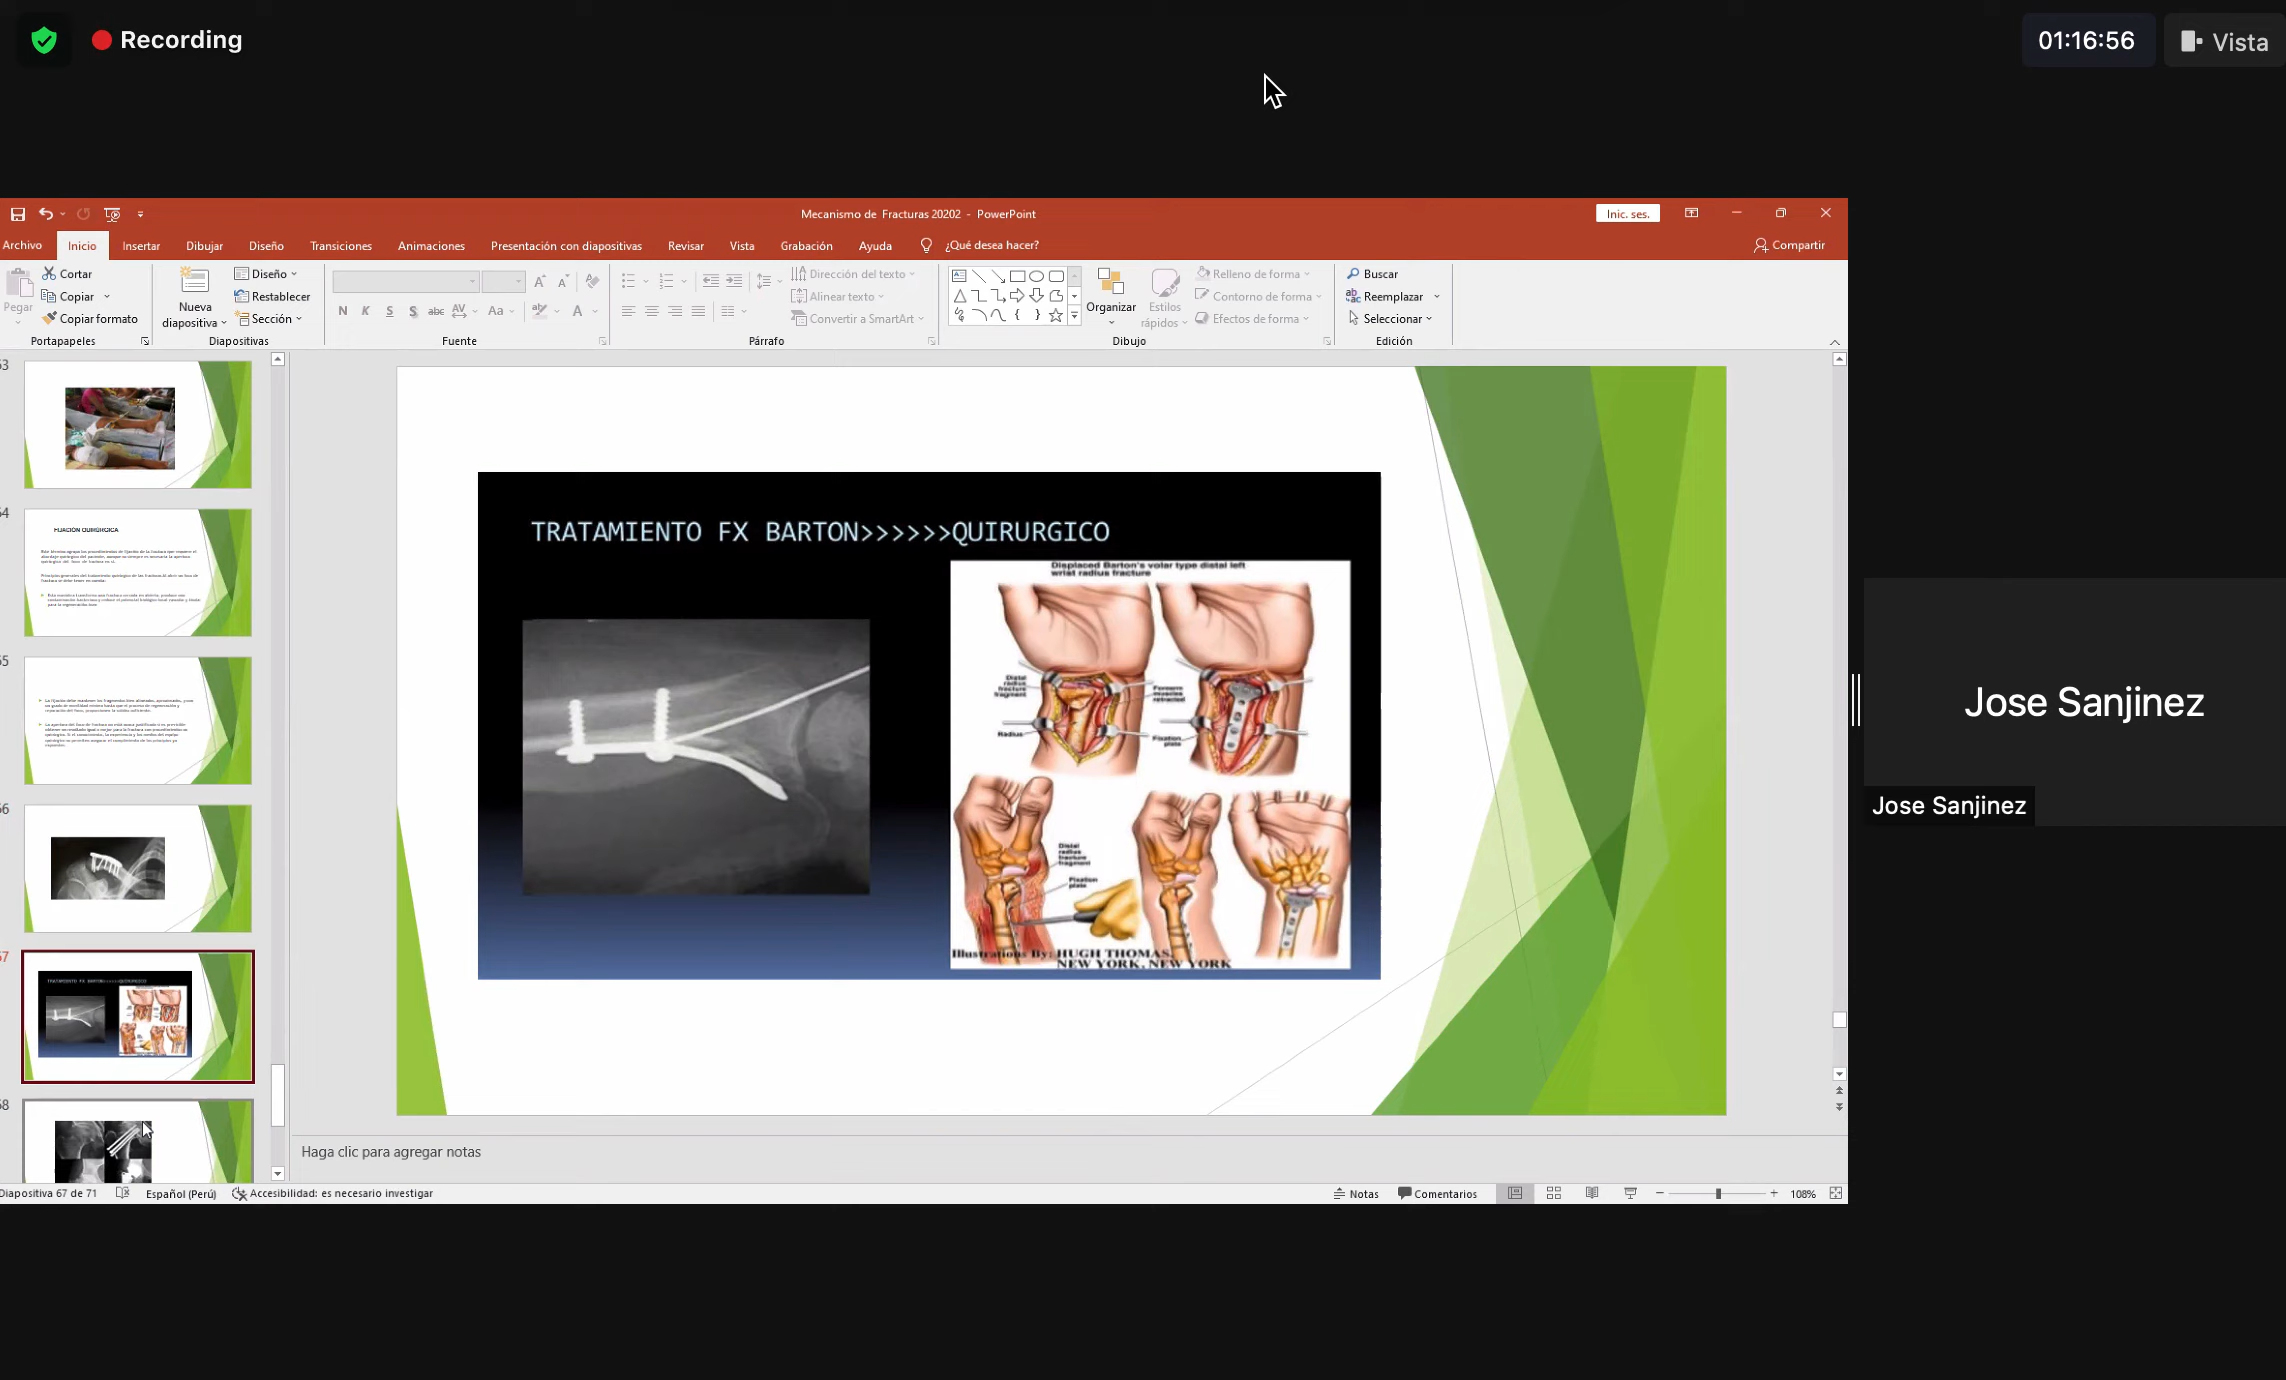 Recording
01:16:56
Vista
Mecanismo de Fracturas 20202 - PowerPoint
Inic. ses.
Archivo Inicio Insertar Dibujar Diseño Transiciones Animaciones Presentación con diapositivas Revisar Vista Grabación Ayuda ¿Qué desea hacer? Compartir
Pegar
Cortar
Copiar
Copiar formato
Portapapeles
Nueva
diapositiva
Diseño
Restablecer
Sección
Diapositivas
N K S S abc AV Aa A
Fuente
Dirección del texto
Alinear texto
Convertir a SmartArt
Párrafo
Organizar
Estilos
rápidos
Relleno de forma
Contorno de forma
Efectos de forma
Dibujo
Buscar
Reemplazar
Seleccionar
Edición
FIJACIÓN QUIRÚRGICA
TRATAMIENTO FX BARTON>>>>>>QUIRURGICO
Displaced Barton's volar type distal left
wrist radius fracture
Distal
radius
fracture
fragment
Radius
Forearm
muscles
retracted
Fixation
plate
Distal
radius
fracture
fragment
Fixation
plate
Illustrations By: HUGH THOMAS,
NEW YORK, NEW YORK
Jose Sanjinez
Jose Sanjinez
Haga clic para agregar notas
Diapositiva 67 de 71 Español (Perú) Accesibilidad: es necesario investigar Notas Comentarios 108%